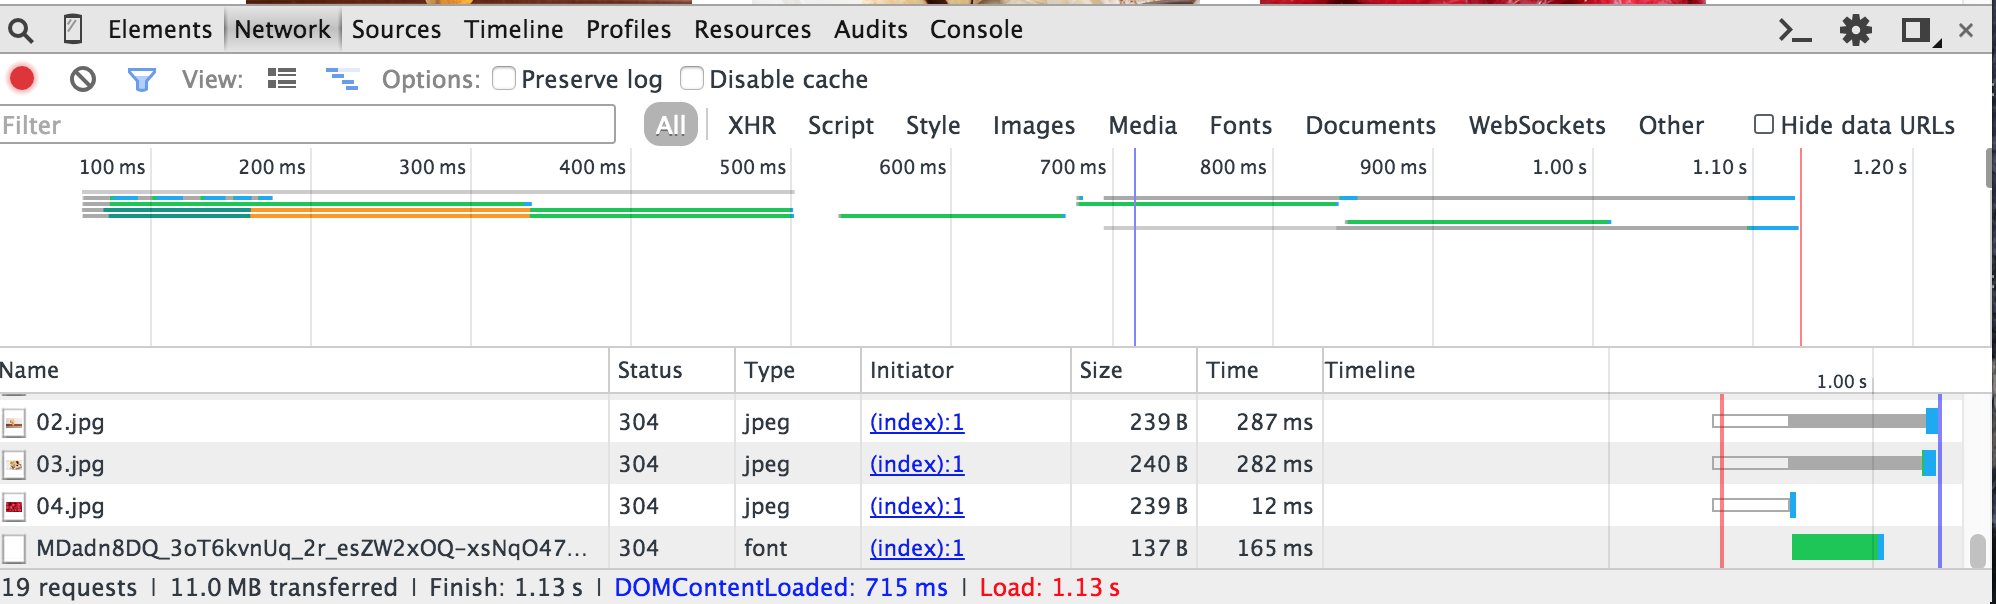 Elements Network Sources Timeline Profiles Resources Audits Console
View: Options: Preserve log Disable cache
Filter All XHR Script Style Images Media Fonts Documents WebSockets Other Hide data URLs
100 ms 200 ms 300 ms 400 ms 500 ms 600 ms 700 ms 800 ms 900 ms 1.00 s 1.10 s 1.20 s
Name Status Type Initiator Size Time Timeline 1.00 s
02.jpg 304 jpeg (index):1 239 B 287 ms
03.jpg 304 jpeg (index):1 240 B 282 ms
04.jpg 304 jpeg (index):1 239 B 12 ms
MDadn8DQ_3oT6kvnUq_2r_esZW2xOQ-xsNqO47... 304 font (index):1 137 B 165 ms
19 requests | 11.0 MB transferred | Finish: 1.13 s | DOMContentLoaded: 715 ms | Load: 1.13 s